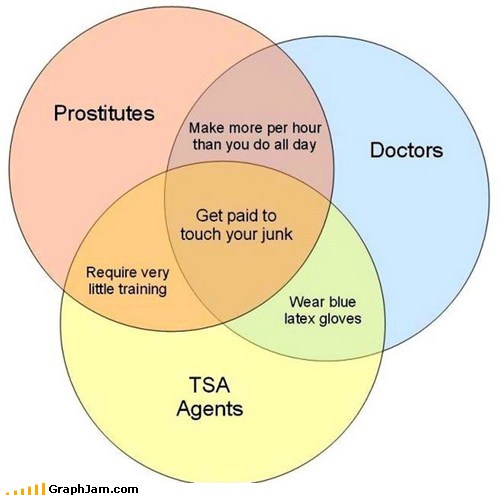 Prostitutes
Make more per hour
than you do all day
Doctors
Get paid to
touch your junk
Require very
little training
Wear blue
latex gloves
TSA
Agents
GraphJam.com